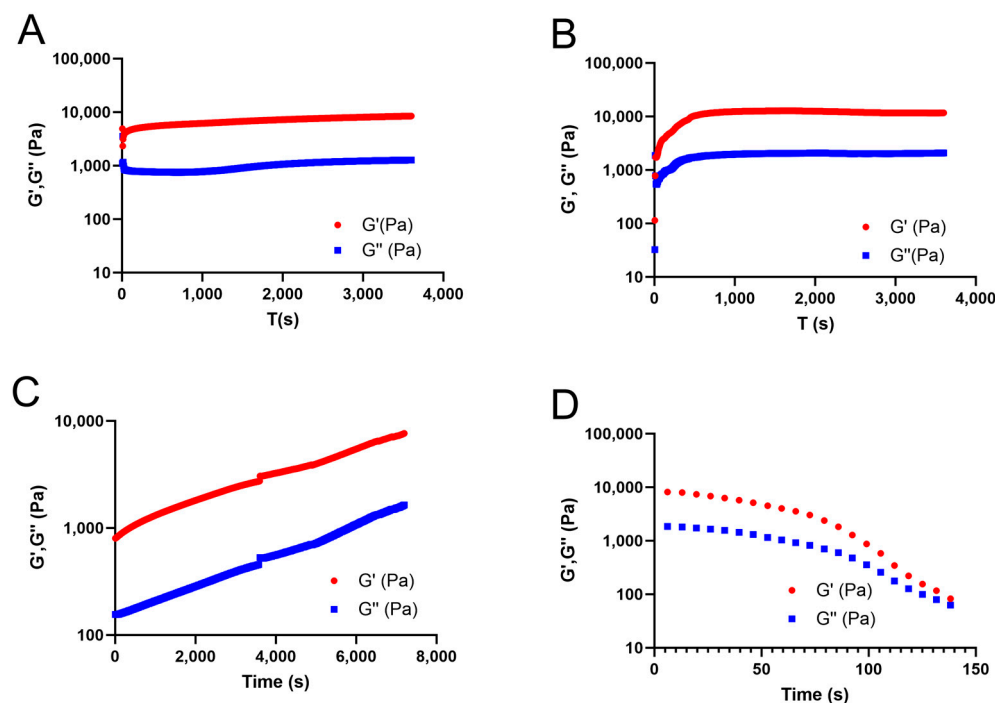 A
100,000
10,000
1,000
100
10
G',G'' (Pa)
G'(Pa)
G'' (Pa)
0
1,000
2,000
3,000
4,000
T(s)
B
100,000
10,000
1,000
100
10
G', G'' (Pa)
G' (Pa)
G''(Pa)
0
1,000
2,000
3,000
4,000
T (s)
C
10,000
1,000
100
G',G'' (Pa)
G' (Pa)
G'' (Pa)
0
2,000
4,000
6,000
8,000
Time (s)
D
100,000
10,000
1,000
100
10
G',G'' (Pa)
G' (Pa)
G'' (Pa)
0
50
100
150
Time (s)